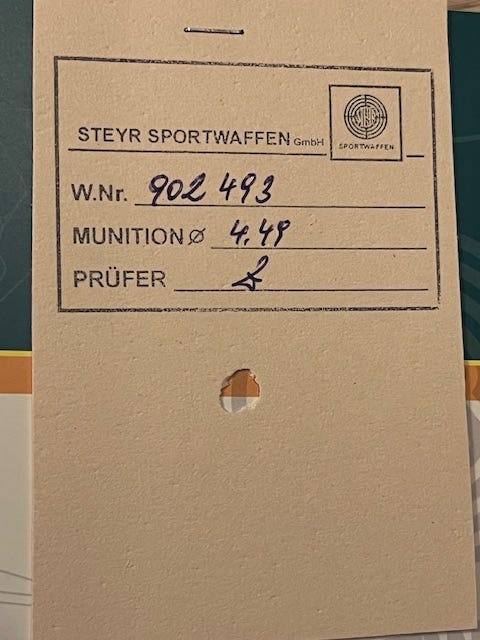 STEYR SPORTWAFFEN GmbH
SPORTWAFFEN
W.Nr. 902 493
MUNITION Ø 4.49
PRÜFER